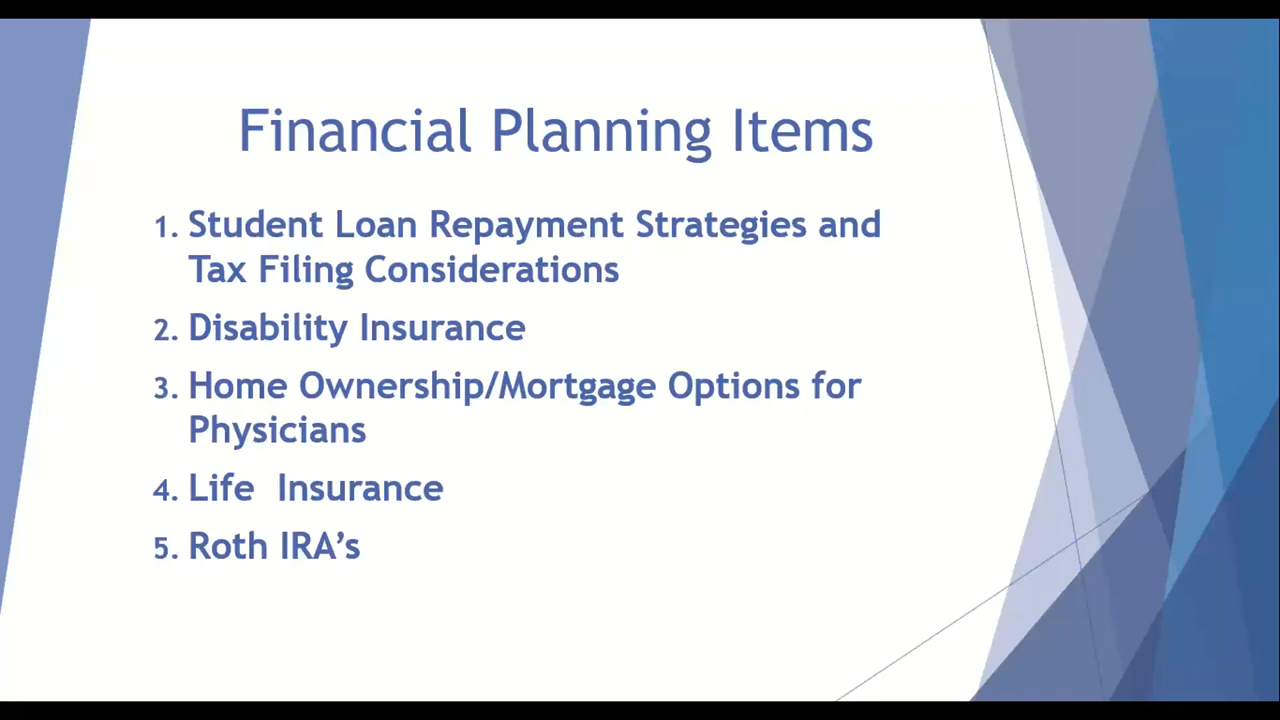 Financial Planning Items
1. Student Loan Repayment Strategies and
Tax Filing Considerations
2. Disability Insurance
3. Home Ownership/Mortgage Options for
Physicians
4. Life  Insurance
5. Roth IRA’s